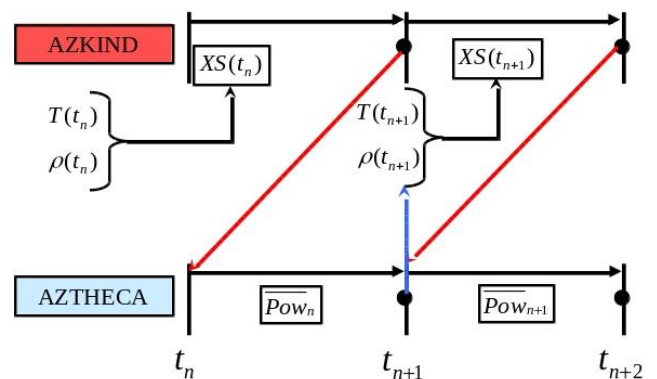 AZKIND
XS(t_n)
XS(t_{n+1})
T(t_n)
ρ(t_n)
T(t_{n+1})
ρ(t_{n+1})
AZTHECA
\overline{Pow_n}
\overline{Pow_{n+1}}
t_n
t_{n+1}
t_{n+2}